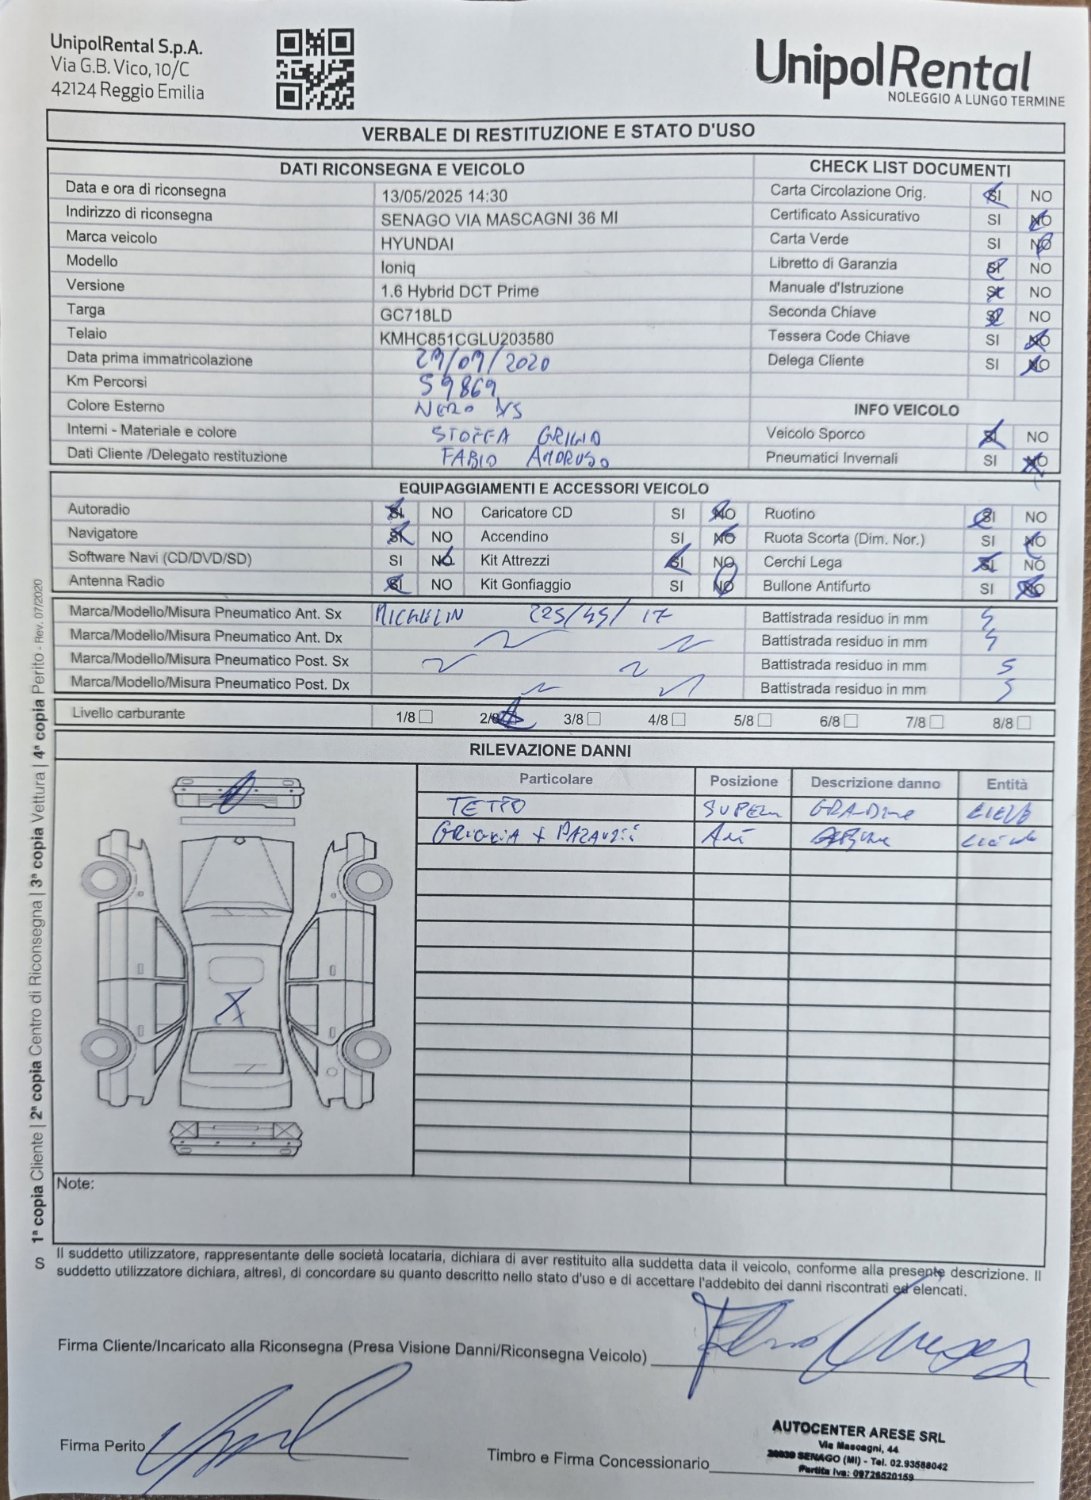 UnipolRental S.p.A.
Via G.B. Vico, 10/C
42124 Reggio Emilia
UnipolRental
NOLEGGIO A LUNGO TERMINE
VERBALE DI RESTITUZIONE E STATO D'USO
DATI RICONSEGNA E VEICOLO
CHECK LIST DOCUMENTI
Data e ora di riconsegna 13/05/2025 14:30 Carta Circolazione Orig. SI NO
Indirizzo di riconsegna SENAGO VIA MASCAGNI 36 MI Certificato Assicurativo SI NO
Marca veicolo HYUNDAI Carta Verde SI NO
Modello Ioniq Libretto di Garanzia SI NO
Versione 1.6 Hybrid DCT Prime Manuale d'Istruzione SI NO
Targa GC718LD Seconda Chiave SI NO
Telaio KMHC851CGLU203580 Tessera Code Chiave SI NO
Data prima immatricolazione 29/09/2020 Delega Cliente SI NO
Km Percorsi 59869
Colore Esterno NERO INFO VEICOLO
Interni - Materiale e colore STOFFA GRIGIO Veicolo Sporco SI NO
Dati Cliente /Delegato restituzione FABIO Pneumatici Invernali SI NO
EQUIPAGGIAMENTI E ACCESSORI VEICOLO
Autoradio SI NO Caricatore CD SI NO Ruotino SI NO
Navigatore SI NO Accendino SI NO Ruota Scorta (Dim. Nor.) SI NO
Software Navi (CD/DVD/SD) SI NO Kit Attrezzi SI NO Cerchi Lega SI NO
Antenna Radio SI NO Kit Gonfiaggio SI NO Bullone Antifurto SI NO
Marca/Modello/Misura Pneumatico Ant. Sx MICHELIN 225/45/17 Battistrada residuo in mm 5
Marca/Modello/Misura Pneumatico Ant. Dx Battistrada residuo in mm 5
Marca/Modello/Misura Pneumatico Post. Sx Battistrada residuo in mm 5
Marca/Modello/Misura Pneumatico Post. Dx Battistrada residuo in mm 5
Livello carburante 1/8 2/8 3/8 4/8 5/8 6/8 7/8 8/8
RILEVAZIONE DANNI
Particolare Posizione Descrizione danno Entità
TETTO GRANDINE
GRIGLIA + ANT
Note:
Il suddetto utilizzatore, rappresentante delle società locataria, dichiara di aver restituito alla suddetta data il veicolo, conforme alla presente descrizione. Il
suddetto utilizzatore dichiara, altresì, di concordare su quanto descritto nello stato d'uso e di accettare l'addebito dei danni riscontrati ed elencati.
Firma Cliente/Incaricato alla Riconsegna (Presa Visione Danni/Riconsegna Veicolo)
Firma Perito
Timbro e Firma Concessionario
AUTOCENTER ARESE SRL
Via Mascagni, 44
20030 SENAGO (MI) - Tel. 02.93588042
Partita Iva: 09726520159
S 1ª copia Cliente | 2ª copia Centro di Riconsegna | 3ª copia Vettura | 4ª copia Perito - Rev. 07/2020